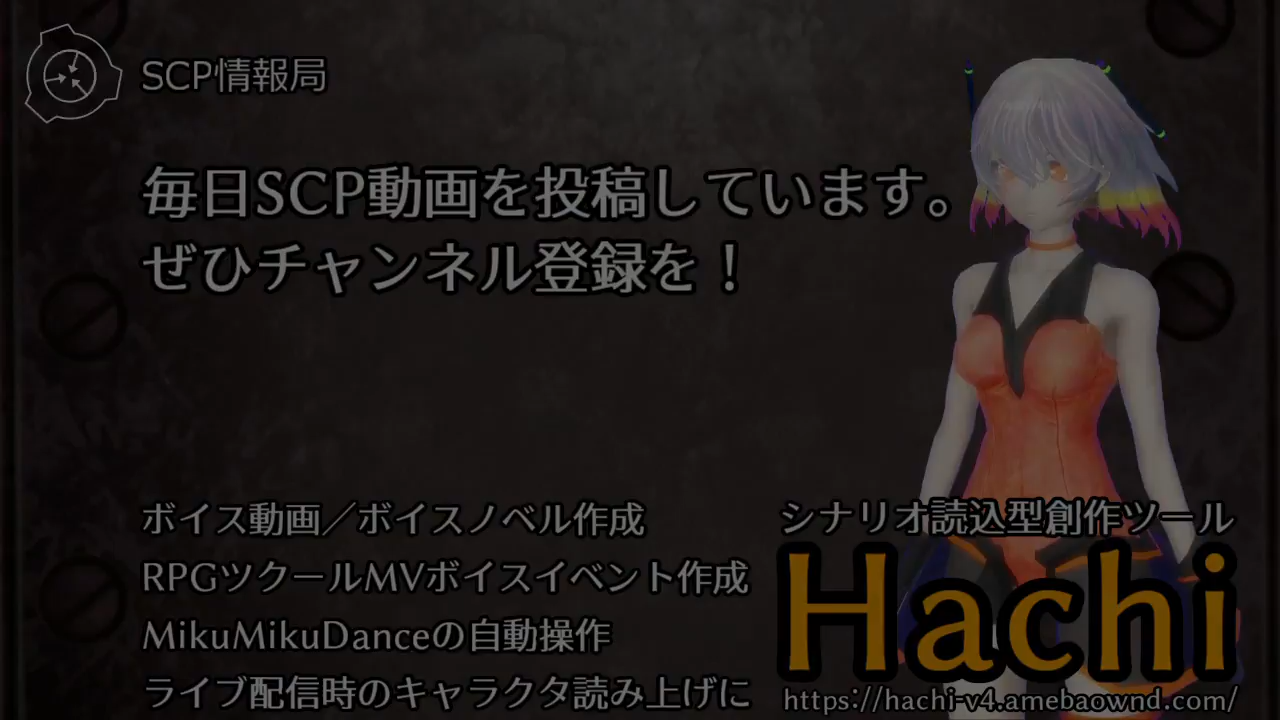 SCP情報局
毎日SCP動画を投稿しています。
ぜひチャンネル登録を！
ボイス動画／ボイスノベル作成
RPGツクールMVボイスイベント作成
MikuMikuDanceの自動操作
ライブ配信時のキャラクタ読み上げに
シナリオ読込型創作ツール
Hachi
https://hachi-v4.amebaownd.com/